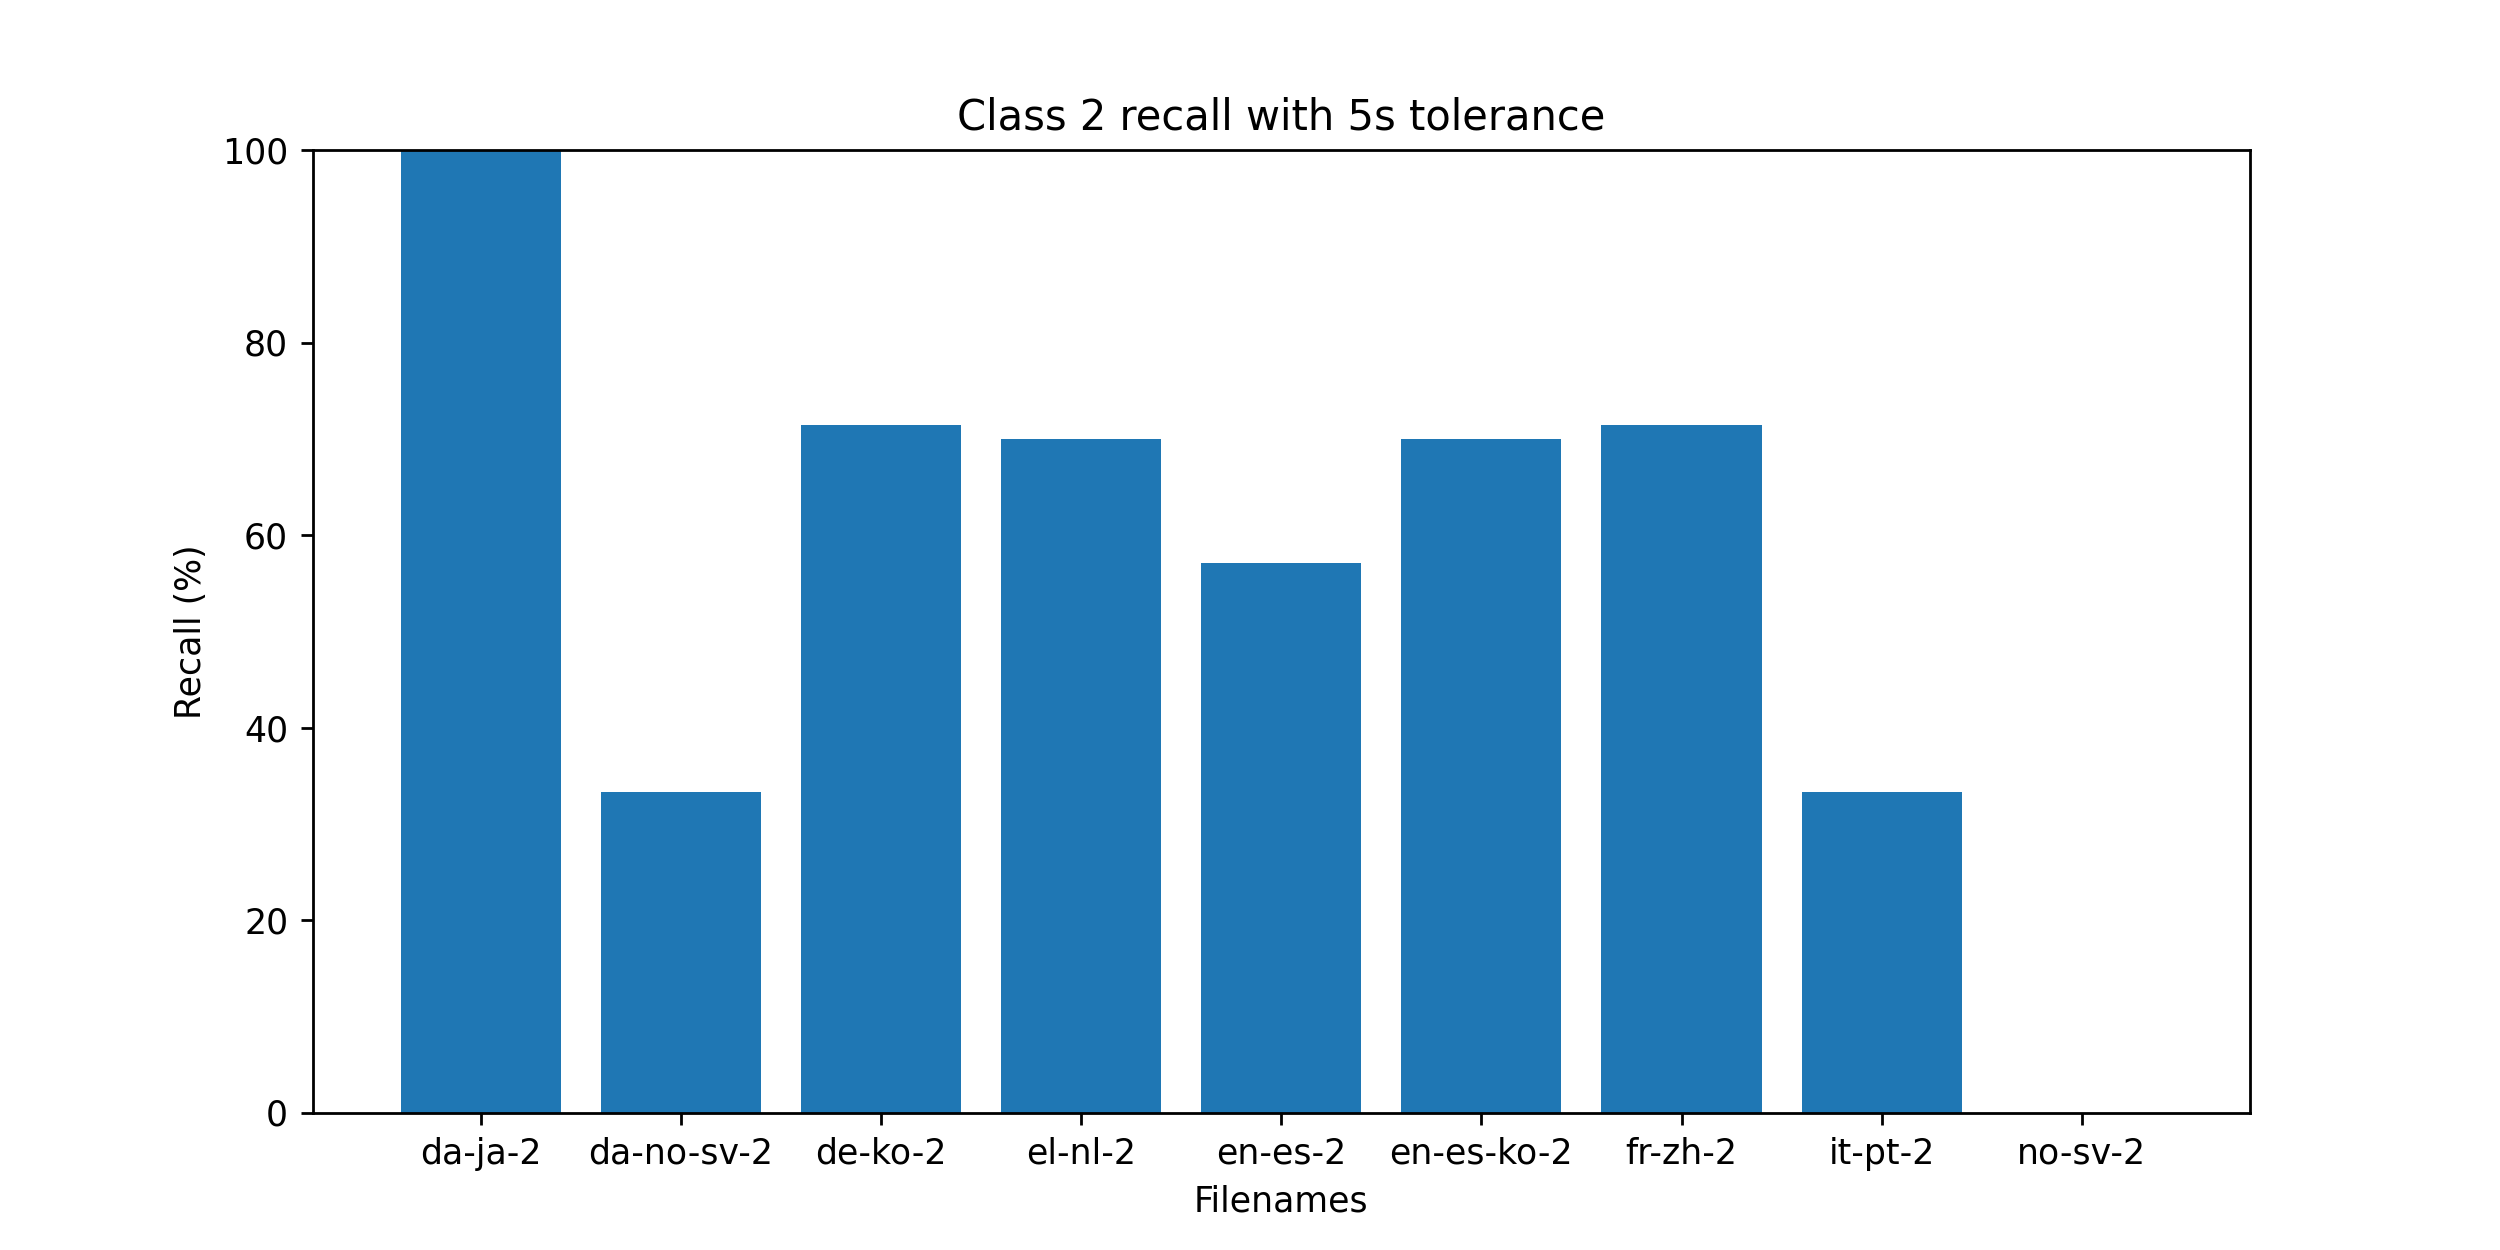 Class 2 recall with 5s tolerance
100
80
60
40
20
0
Recall (%)
da-ja-2 da-no-sv-2 de-ko-2 el-nl-2 en-es-2 en-es-ko-2 fr-zh-2 it-pt-2 no-sv-2
Filenames